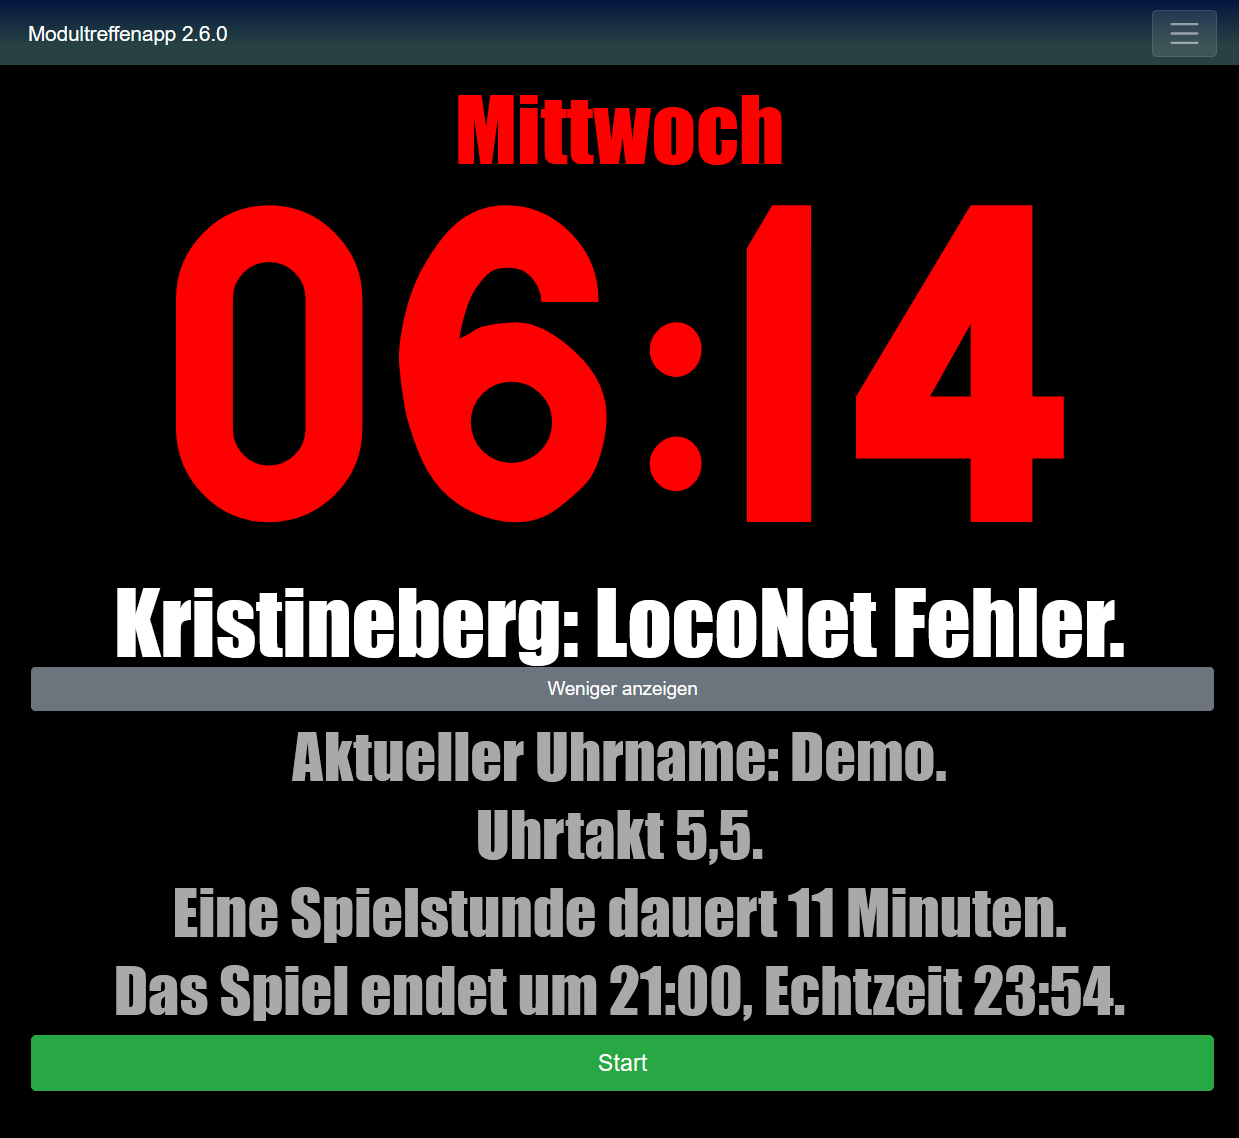 Modultreffenapp 2.6.0
Mittwoch
06:14
Kristineberg: LocoNet Fehler.
Weniger anzeigen
Aktueller Uhrname: Demo.
Uhrtakt 5,5.
Eine Spielstunde dauert 11 Minuten.
Das Spiel endet um 21:00, Echtzeit 23:54.
Start